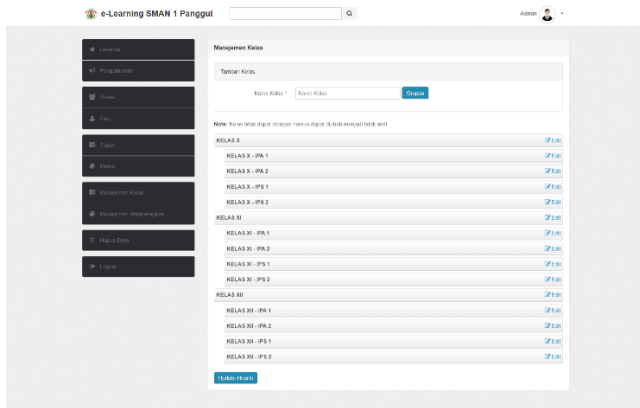 e-Learning SMAN 1 Panggul
Admin
Beranda
Pengumuman
Siswa
Guru
Tugas
Materi
Manajemen Kelas
Manajemen Matapelajaran
Hapus Data
Logout
Manajemen Kelas
Tambah Kelas
Nama Kelas * Nama Kelas Simpan
Note: Kelas tidak dapat dihapus namun dapat diubah menjadi tidak aktif
KELAS X Edit
KELAS X - IPA 1 Edit
KELAS X - IPA 2 Edit
KELAS X - IPS 1 Edit
KELAS X - IPS 2 Edit
KELAS XI Edit
KELAS XI - IPA 1 Edit
KELAS XI - IPA 2 Edit
KELAS XI - IPS 1 Edit
KELAS XI - IPS 2 Edit
KELAS XII Edit
KELAS XII - IPA 1 Edit
KELAS XII - IPA 2 Edit
KELAS XII - IPS 1 Edit
KELAS XII - IPS 2 Edit
Update Hirarki